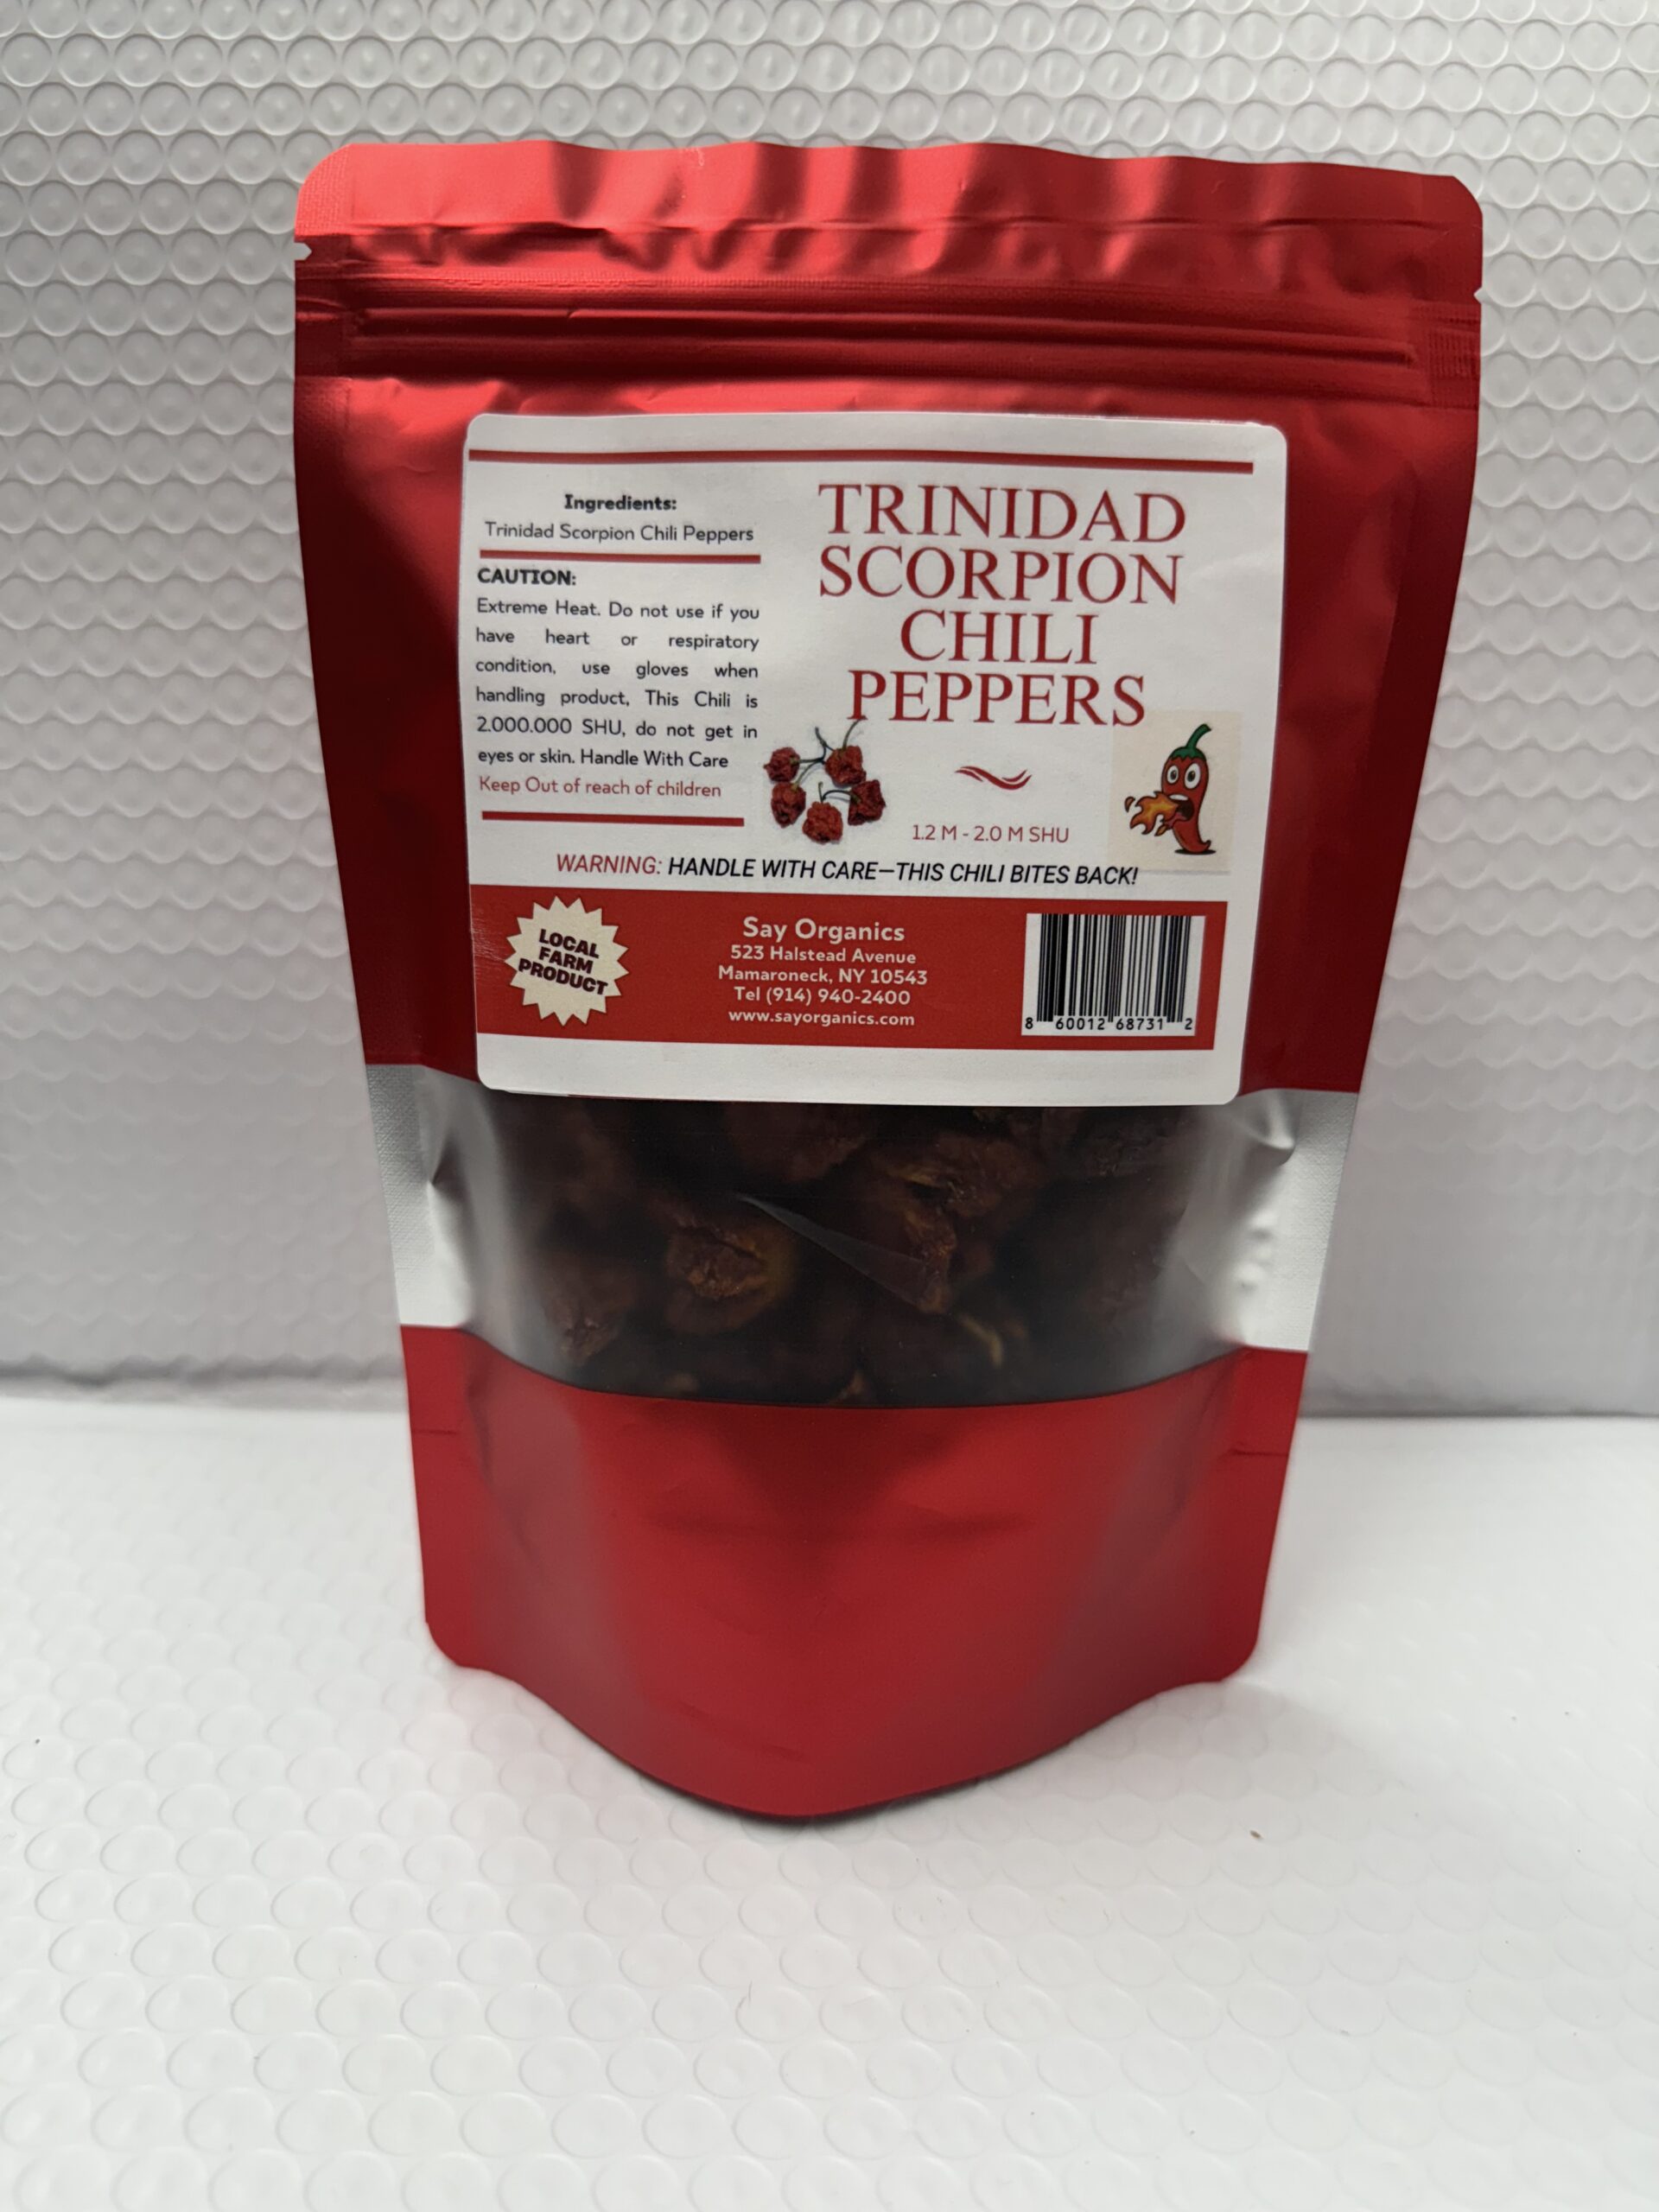 Ingredients:
Trinidad Scorpion Chili Peppers
CAUTION:
Extreme Heat. Do not use if you
have heart or respiratory
condition, use gloves when
handling product, This Chili is
2.000.000 SHU, do not get in
eyes or skin. Handle With Care
Keep Out of reach of children
TRINIDAD
SCORPION
CHILI
PEPPERS
1.2 M - 2.0 M SHU
WARNING: HANDLE WITH CARE—THIS CHILI BITES BACK!
LOCAL
FARM
PRODUCT
Say Organics
523 Halstead Avenue
Mamaroneck, NY 10543
Tel (914) 940-2400
www.sayorganics.com
8 60012 68731 2